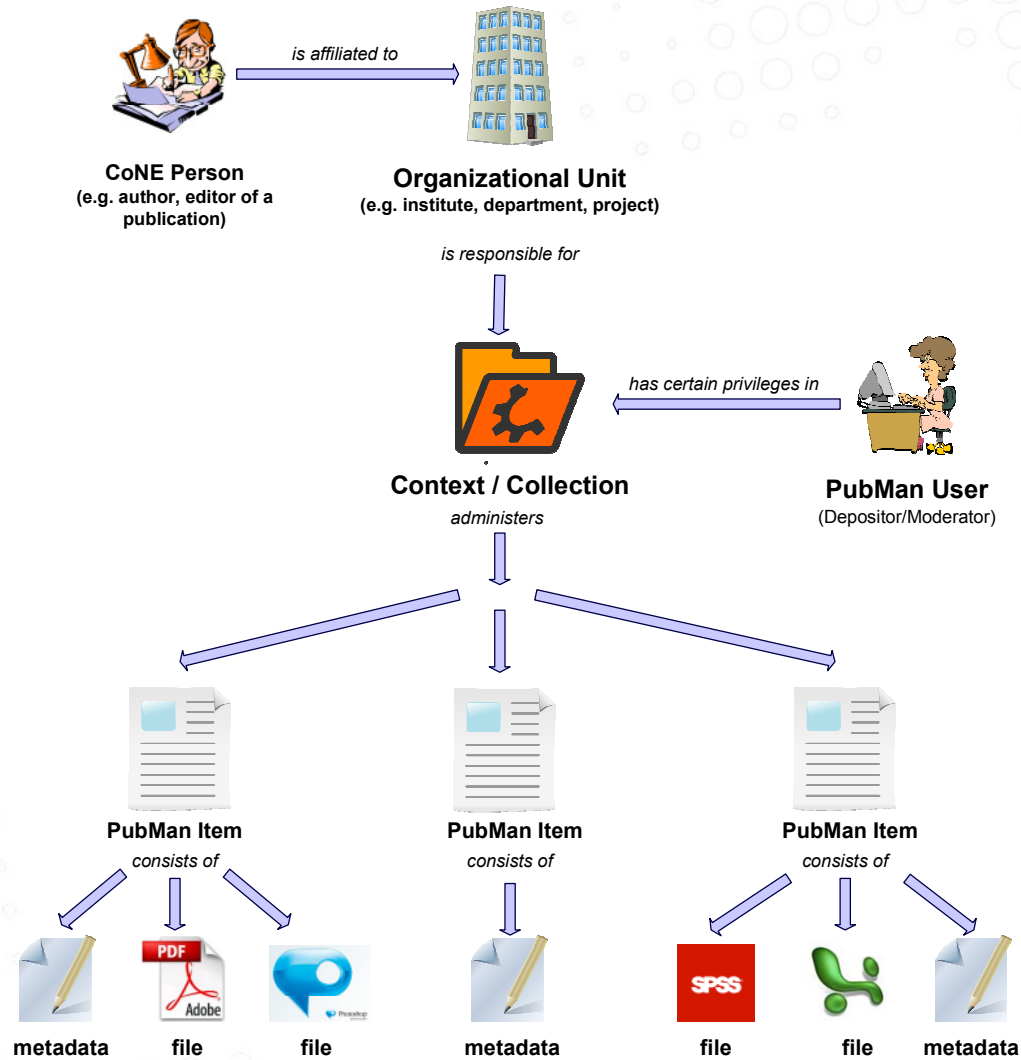 is affiliated to
CoNE Person
(e.g. author, editor of a
publication)
Organizational Unit
(e.g. institute, department, project)
is responsible for
has certain privileges in
Context / Collection
administers
PubMan User
(Depositor/Moderator)
PubMan Item
consists of
PubMan Item
consists of
PubMan Item
consists of
PDF
Adobe
Photoshop
SPSS
metadata
file
file
metadata
file
file
metadata